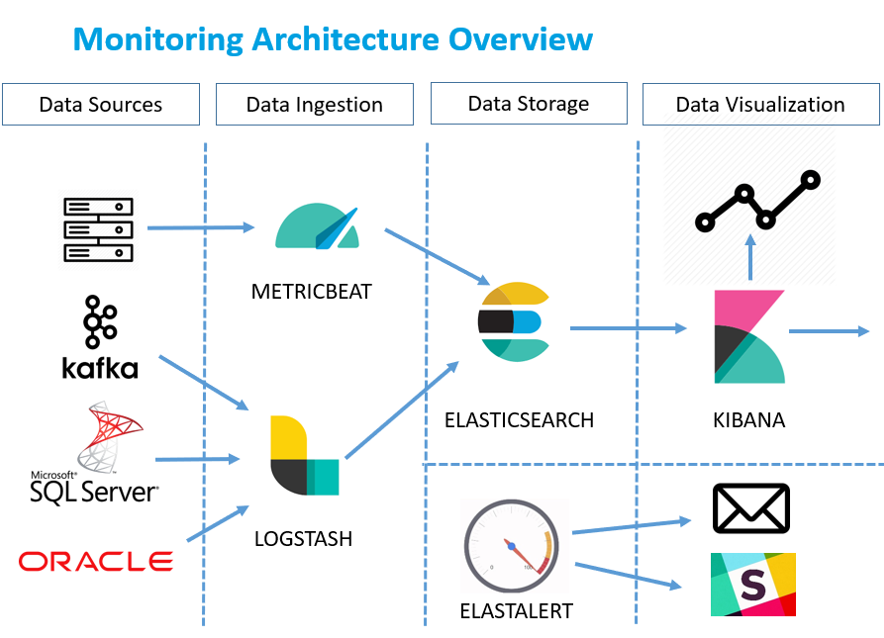 Monitoring Architecture Overview
Data Sources
Data Ingestion
Data Storage
Data Visualization
METRICBEAT
kafka
ELASTICSEARCH
KIBANA
Microsoft®
SQL Server®
LOGSTASH
ORACLE
0
100
ELASTALERT
S